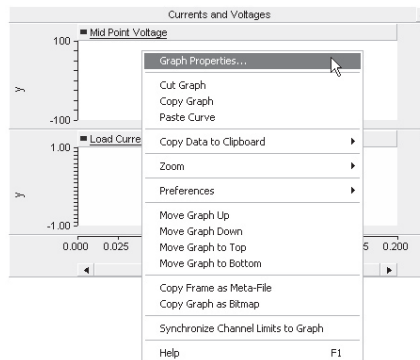 Currents and Voltages
Mid Point Voltage
100
y
-100
Graph Properties...
Cut Graph
Copy Graph
Paste Curve
Load Curre
1.00
y
-1.00
Copy Data to Clipboard
Zoom
Preferences
Move Graph Up
Move Graph Down
Move Graph to Top
Move Graph to Bottom
0.000 0.025 5 0.200
Copy Frame as Meta-File
Copy Graph as Bitmap
Synchronize Channel Limits to Graph
Help F1